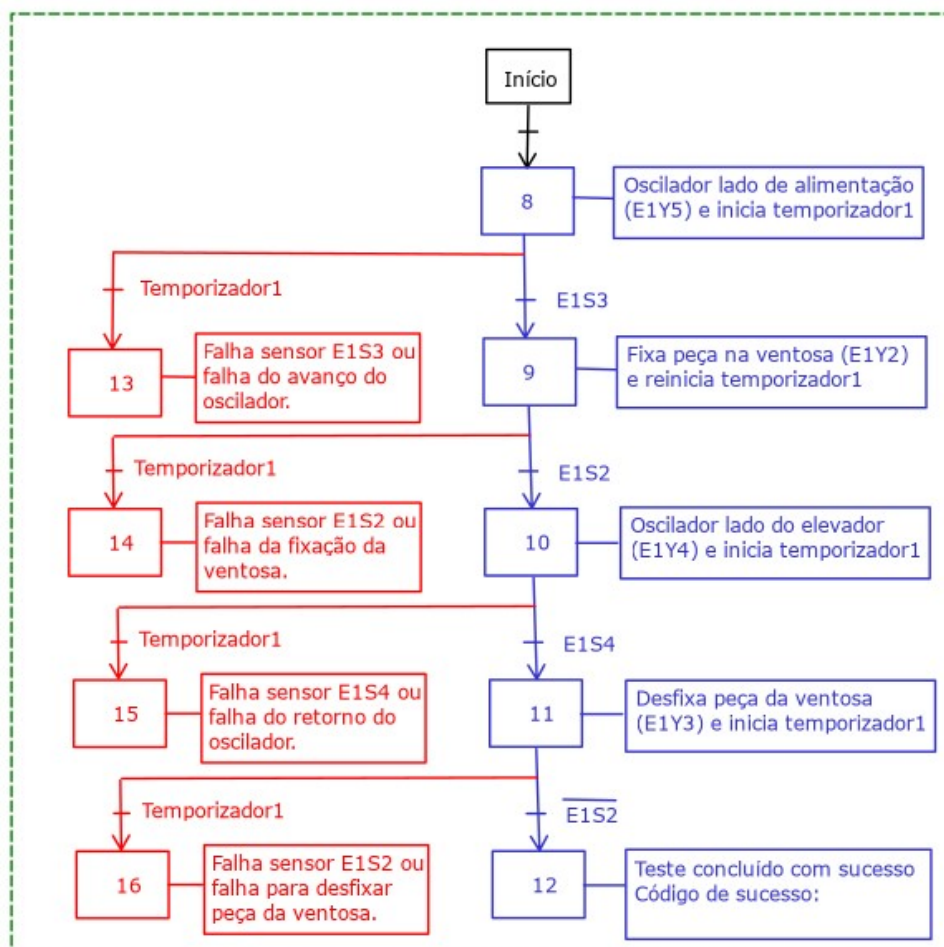 Início
8
Oscilador lado de alimentação
(E1Y5) e inicia temporizador1
Temporizador1
E1S3
13
Falha sensor E1S3 ou
falha do avanço do
oscilador.
9
Fixa peça na ventosa (E1Y2)
e reinicia temporizador1
Temporizador1
E1S2
14
Falha sensor E1S2 ou
falha da fixação da
ventosa.
10
Oscilador lado do elevador
(E1Y4) e inicia temporizador1
Temporizador1
E1S4
15
Falha sensor E1S4 ou
falha do retorno do
oscilador.
11
Desfixa peça da ventosa
(E1Y3) e inicia temporizador1
Temporizador1
E1S2
16
Falha sensor E1S2 ou
falha para desfixar
peça da ventosa.
12
Teste concluído com sucesso
Código de sucesso: